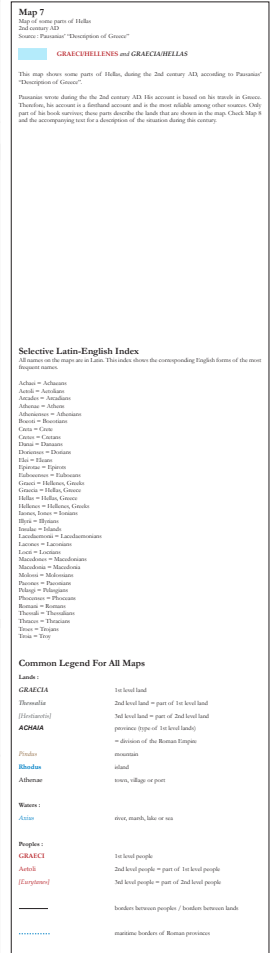 Map 7
Map of some parts of Hellas
2nd century AD
Source : Pausanias' "Description of Greece"
GRAECI/HELLENES and GRAECIA/HELLAS
This map shows some parts of Hellas, during the 2nd century AD, according to Pausanias'
"Description of Greece".
Pausanias wrote during the the 2nd century AD. His account is based on his travels in Greece.
Therefore, his account is a firsthand account and is the most reliable among other sources. Only
part of his book survives; these parts describe the lands that are shown in the map. Check Map 8
and the accompanying text for a description of the situation during this century.
Selective Latin-English Index
All names on the maps are in Latin. This index shows the corresponding English forms of the most
frequent names.
Achaei = Achaeans
Aetoli = Aetolians
Arcades = Arcadians
Athenae = Athens
Athenienses = Athenians
Boeoti = Boeotians
Creta = Crete
Cretes = Cretans
Danai = Danaans
Dorienses = Dorians
Elei = Eleans
Epirotae = Epirots
Euboeenses = Euboeans
Graeci = Hellenes, Greeks
Graecia = Hellas, Greece
Hellas = Hellas, Greece
Hellenes = Hellenes, Greeks
Iaones, Iones = Ionians
Illyrii = Illyrians
Insulae = Islands
Lacedaemonii = Lacedaemonians
Lacones = Laconians
Locri = Locrians
Macedones = Macedonians
Macedonia = Macedonia
Molossi = Molossians
Paeones = Paeonians
Pelasgi = Pelasgians
Phocenses = Phoceans
Romani = Romans
Thessali = Thessalians
Thraces = Thracians
Troes = Trojans
Troia = Troy
Common Legend For All Maps
Lands :
GRAECIA 1st level land
Thessalia 2nd level land = part of 1st level land
[Hestiaeotis] 3rd level land = part of 2nd level land
ACHAIA province (type of 1st level lands)
= division of the Roman Empire
Pindus mountain
Rhodus island
Athenae town, village or port
Waters :
Axius river, marsh, lake or sea
Peoples :
GRAECI 1st level people
Aetoli 2nd level people = part of 1st level people
[Eurytanes] 3rd level people = part of 2nd level people
borders between peoples / borders between lands
maritime borders of Roman provinces